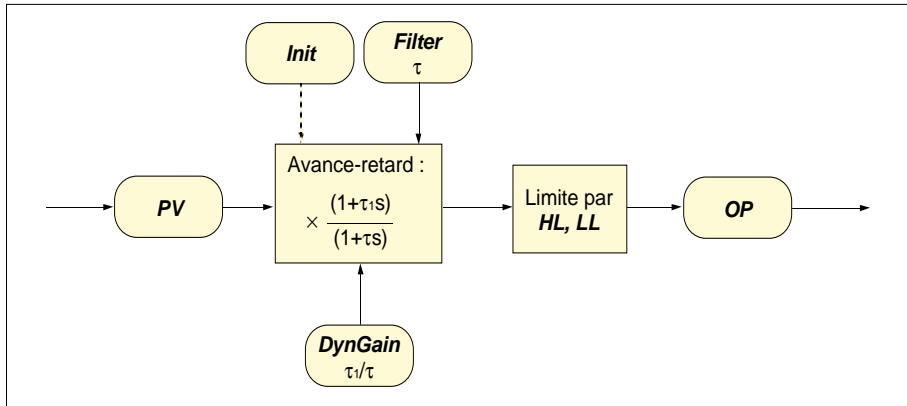 Init
Filter
τ
Avance-retard :
PV
× (1+τ1s)
(1+τs)
Limite par
HL, LL
OP
DynGain
τ1/τ